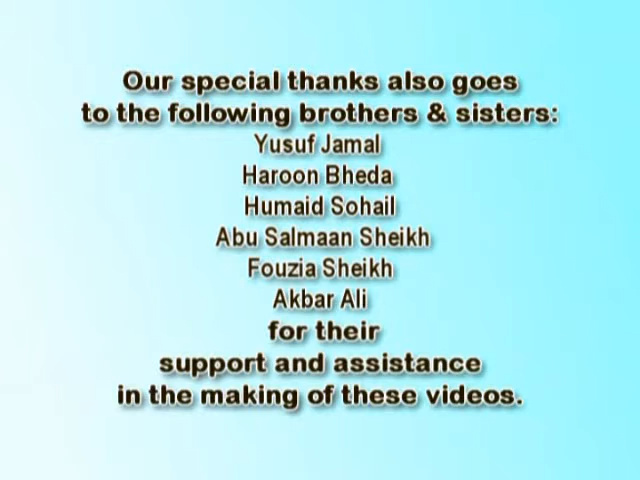 Our special thanks also goes
to the following brothers & sisters:
Yusuf Jamal
Haroon Bheda
Humaid Sohail
Abu Salmaan Sheikh
Fouzia Sheikh
Akbar Ali
for their
support and assistance
in the making of these videos.